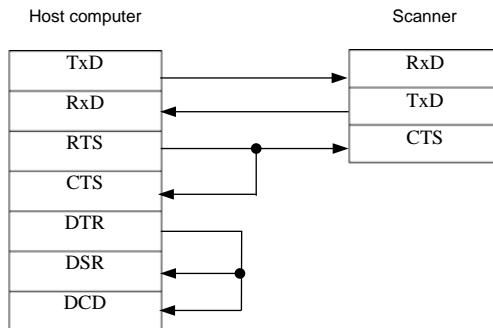 Host computer
Scanner
TxD
RxD
RTS
CTS
DTR
DSR
DCD
RxD
TxD
CTS